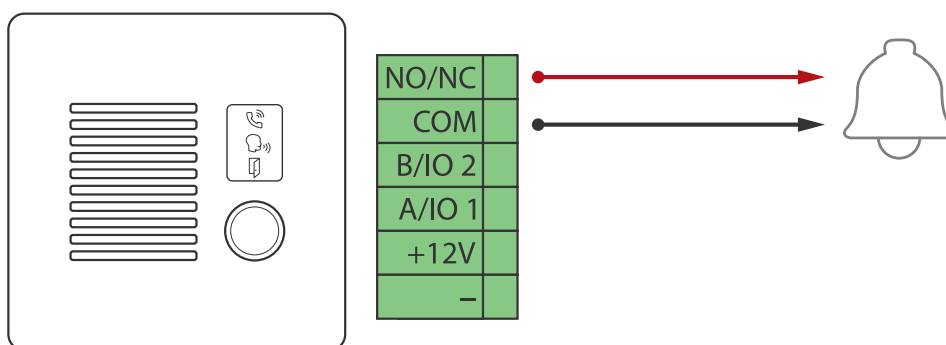 NO/NC
COM
B/IO 2
A/IO 1
+12V
–